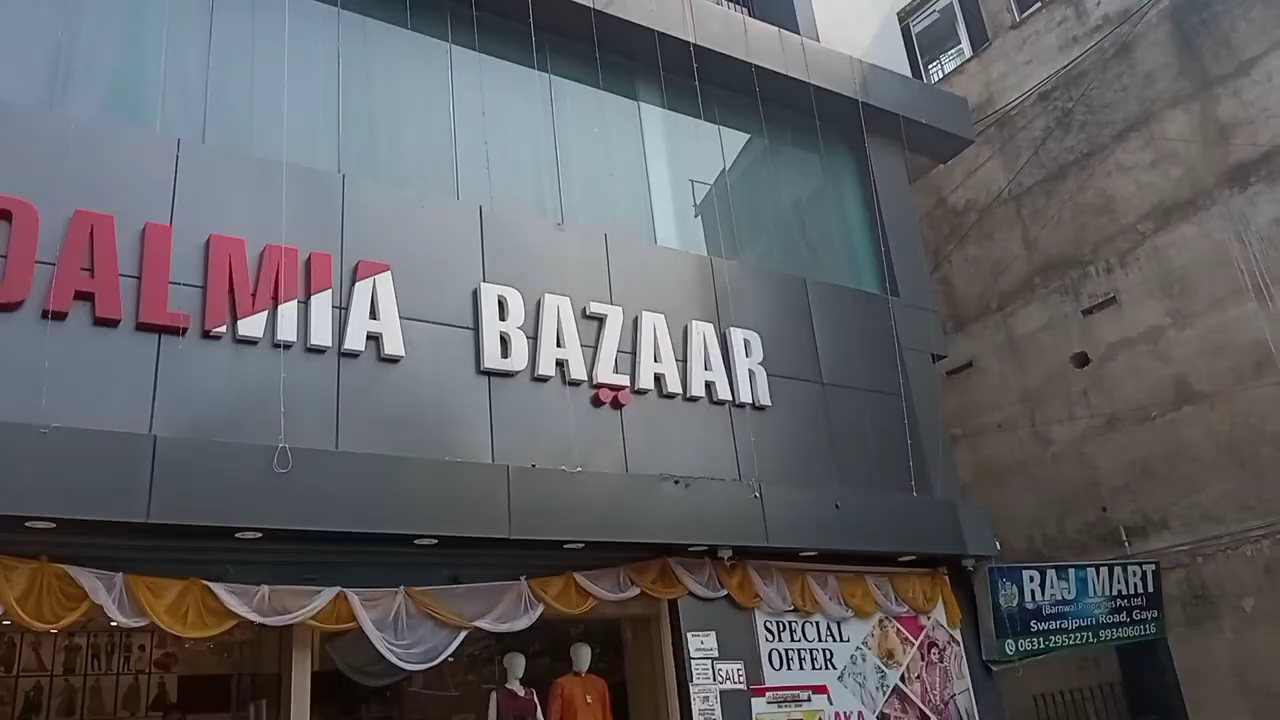 DALMIA BAZAAR
RAJ MART
(Barnwal Properties Pvt. Ltd.)
Swarajpuri Road, Gaya
0631-2952271, 9934060116
SPECIAL
OFFER
SALE